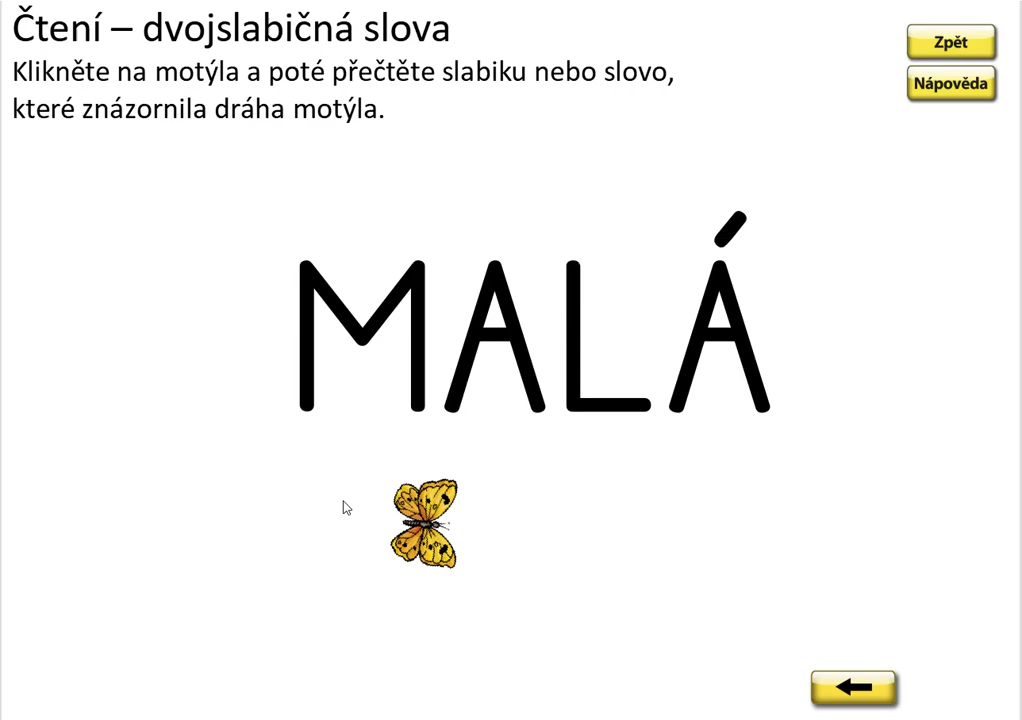 Čtení – dvojslabičná slova
Klikněte na motýla a poté přečtěte slabiku nebo slovo,
které znázornila dráha motýla.
Zpět
Nápověda
MALÁ